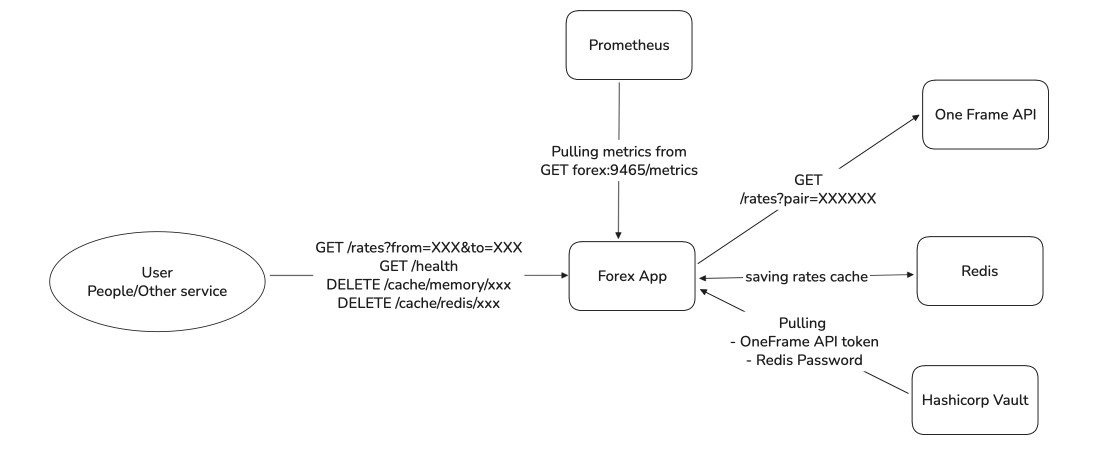 Prometheus
One Frame API
Pulling metrics from
GET forex:9465/metrics
GET
/rates?pair=XXXXXX
User
People/Other service
GET /rates?from=XXX&to=XXX
GET /health
DELETE /cache/memory/xxx
DELETE /cache/redis/xxx
Forex App
saving rates cache
Redis
Pulling
- OneFrame API token
- Redis Password
Hashicorp Vault